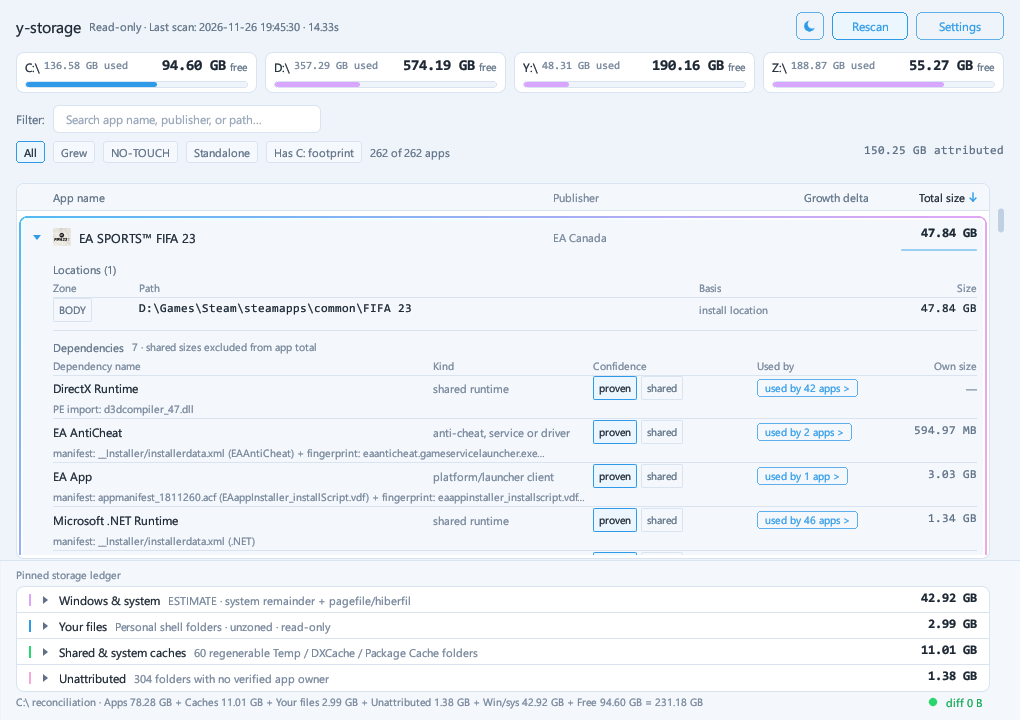 y-storage Read-only · Last scan: 2026-11-26 19:45:30 · 14.33s Rescan Settings
C:\ 136.58 GB used 94.60 GB free D:\ 357.29 GB used 574.19 GB free Y:\ 48.31 GB used 190.16 GB free Z:\ 188.87 GB used 55.27 GB free
Filter: Search app name, publisher, or path...
All Grew NO-TOUCH Standalone Has C: footprint 262 of 262 apps 150.25 GB attributed
App name Publisher Growth delta Total size ↓
EA SPORTS™ FIFA 23 EA Canada 47.84 GB
Locations (1)
Zone Path Basis Size
BODY D:\Games\Steam\steamapps\common\FIFA 23 install location 47.84 GB
Dependencies 7 · shared sizes excluded from app total
Dependency name Kind Confidence Used by Own size
DirectX Runtime shared runtime proven shared used by 42 apps > —
PE import: d3dcompiler_47.dll
EA AntiCheat anti-cheat, service or driver proven shared used by 2 apps > 594.97 MB
manifest: __Installer/installerdata.xml (EAAntiCheat) + fingerprint: eaanticheat.gameservicelauncher.exe...
EA App platform/launcher client proven shared used by 1 app > 3.03 GB
manifest: appmanifest_1811260.acf (EAappInstaller_installScript.vdf) + fingerprint: eaappinstaller_installscript.vdf...
Microsoft .NET Runtime shared runtime proven shared used by 46 apps > 1.34 GB
manifest: __Installer/installerdata.xml (.NET)
Pinned storage ledger
Windows & system ESTIMATE · system remainder + pagefile/hiberfil 42.92 GB
Your files Personal shell folders · unzoned · read-only 2.99 GB
Shared & system caches 60 regenerable Temp / DXCache / Package Cache folders 11.01 GB
Unattributed 304 folders with no verified app owner 1.38 GB
C:\ reconciliation · Apps 78.28 GB + Caches 11.01 GB + Your files 2.99 GB + Unattributed 1.38 GB + Win/sys 42.92 GB + Free 94.60 GB = 231.18 GB diff 0 B